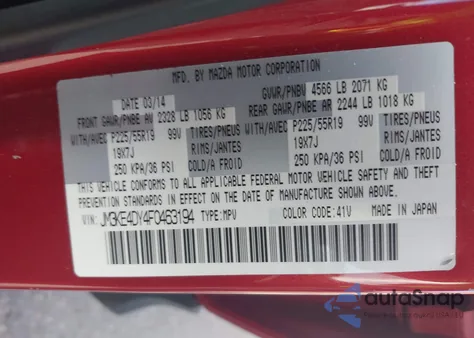 MFD. BY MAZDA MOTOR CORPORATION
DATE 03/14 GVWR/PNBV 4566 LB 2071 KG
FRONT GAWR/PNBE AV 2328 LB 1056 KG REAR GAWR/PNBE AR 2244 LB 1018 KG
WITH/AVEC P225/55R19 99V TIRES/PNEUS WITH/AVEC P225/55R19 99V TIRES/PNEUS
19X7J RIMS/JANTES 19X7J RIMS/JANTES
250 KPA/36 PSI COLD/A FROID 250 KPA/36 PSI COLD/A FROID
THIS VEHICLE CONFORMS TO ALL APPLICABLE FEDERAL MOTOR VEHICLE SAFETY
BUMPER STANDARDS IN EFFECT ON THE DATE OF MANUFACTURE SHOWN ABOVE.
VIN: JM3KE4DY4F0463194 TYPE:MPV COLOR CODE:41V MADE IN JAPAN
autoSnap